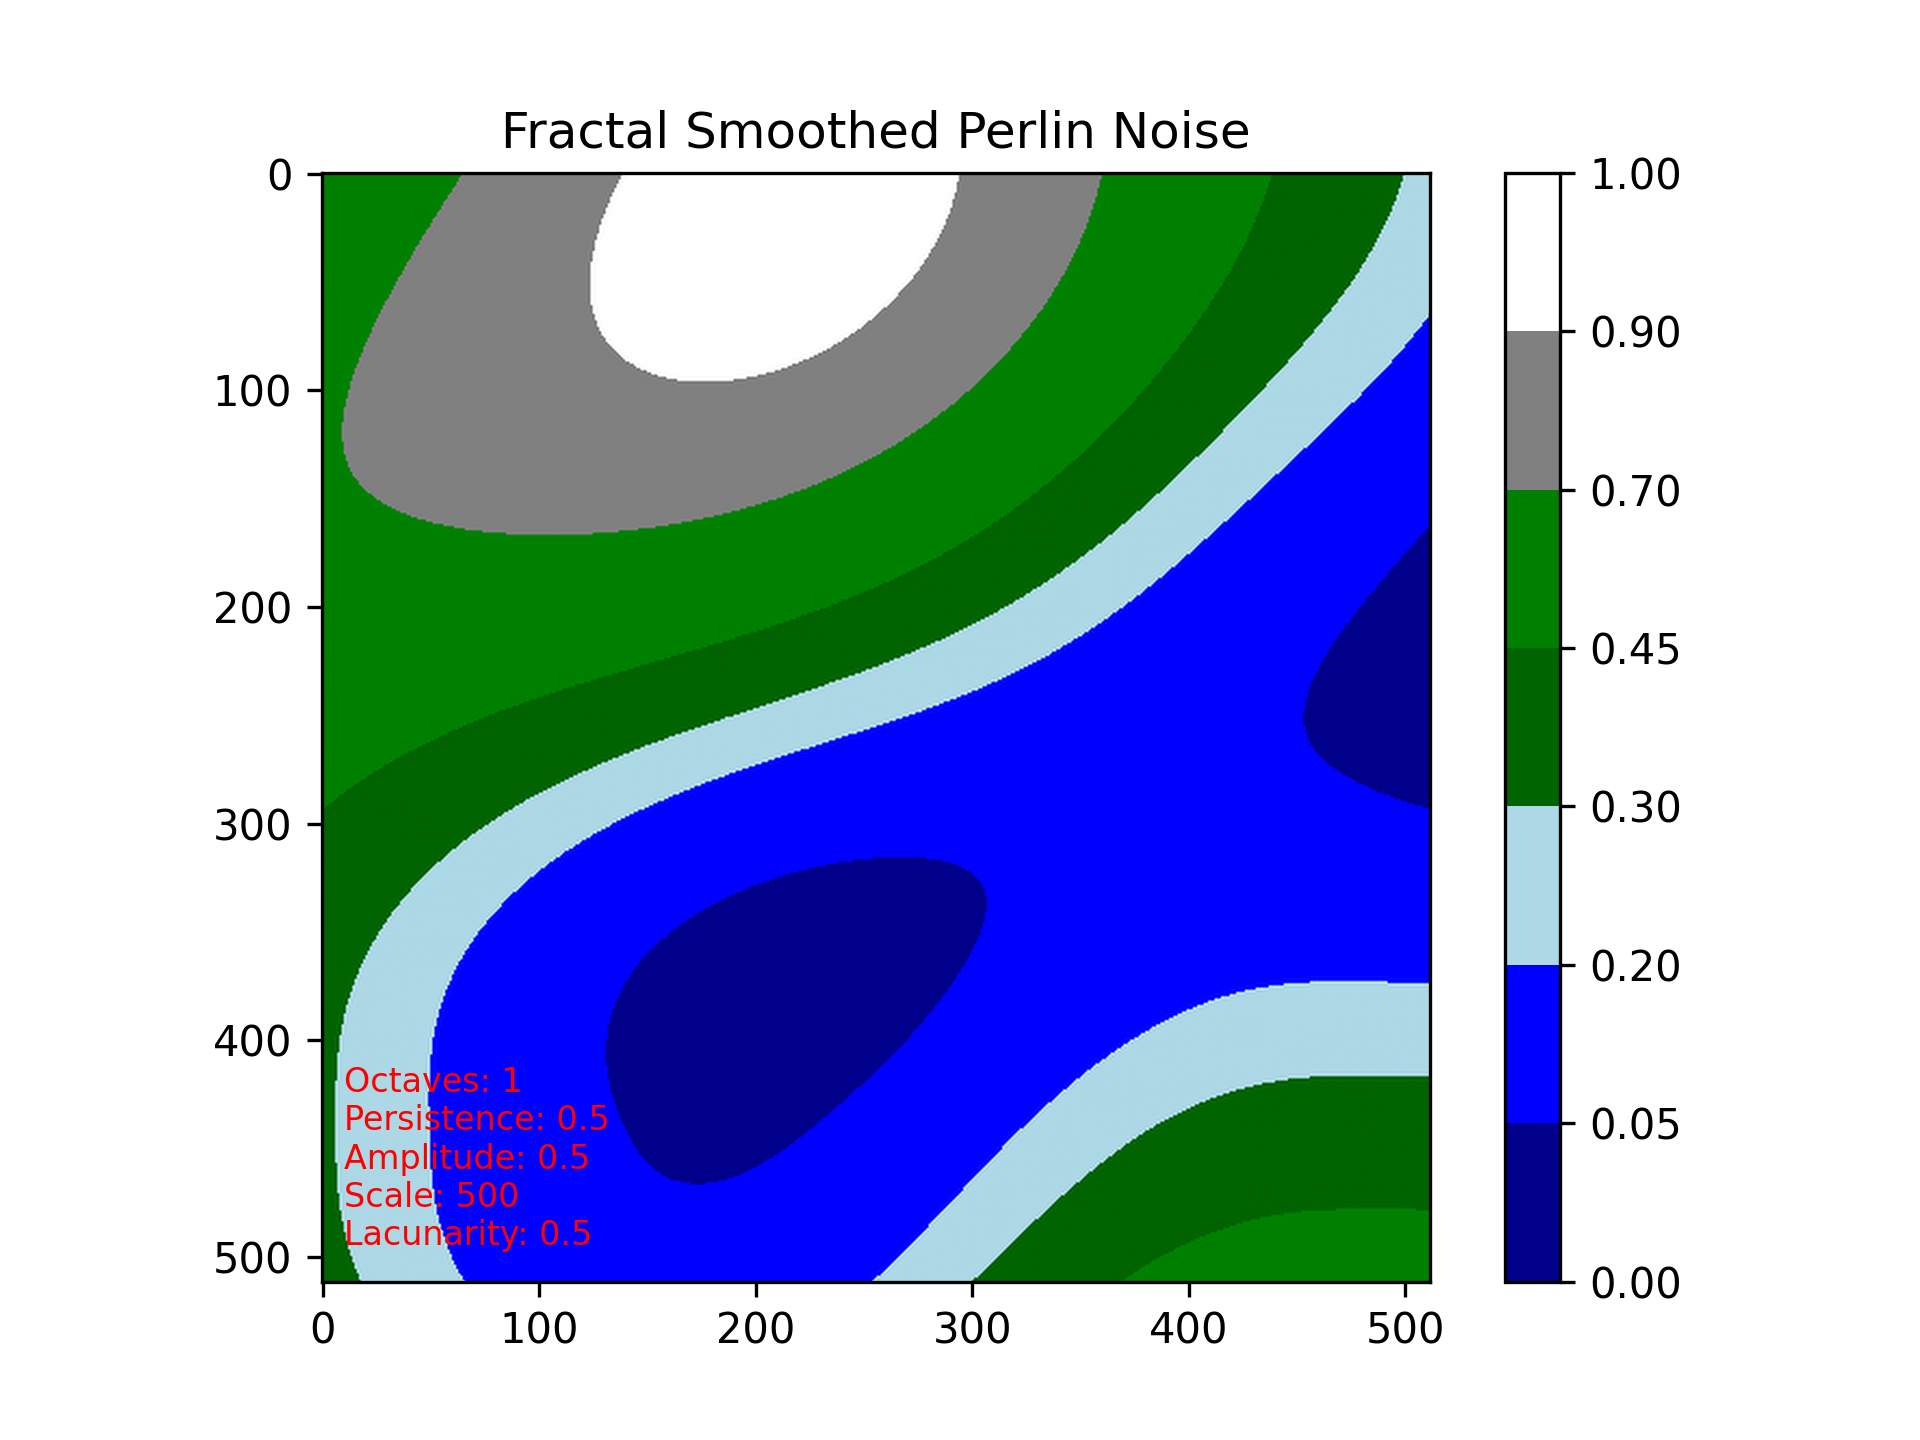 Fractal Smoothed Perlin Noise
0
100
200
300
400
500
0 100 200 300 400 500
Octaves: 1
Persistence: 0.5
Amplitude: 0.5
Scale: 500
Lacunarity: 0.5
1.00
0.90
0.70
0.45
0.30
0.20
0.05
0.00